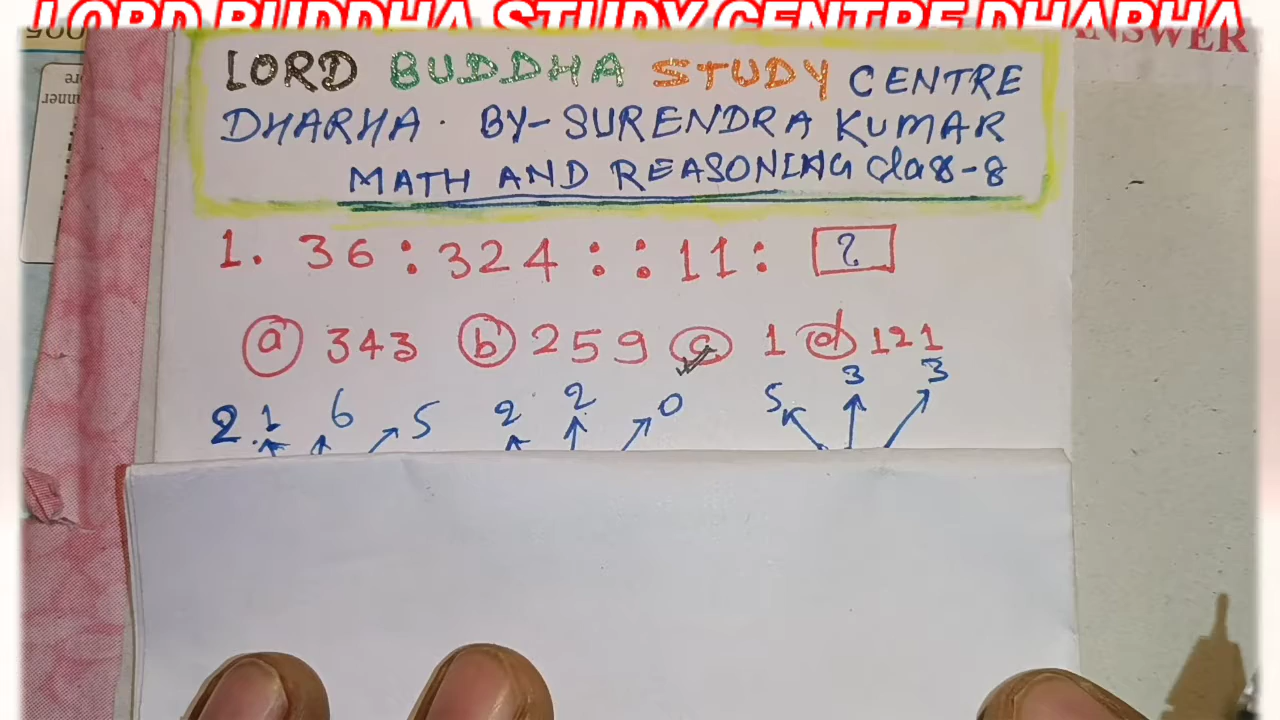 LORD BUDDHA STUDY CENTRE DHARHA
ANSWER
LORD BUDDHA STUDY CENTRE
DHARHA. BY-SURENDRA KUMAR
MATH AND REASONING Class-8
1. 36 : 324 : : 11 : ?
a 343 b 259 c 1 d 121
2. 1 6 5 2 2 0 5 3 3